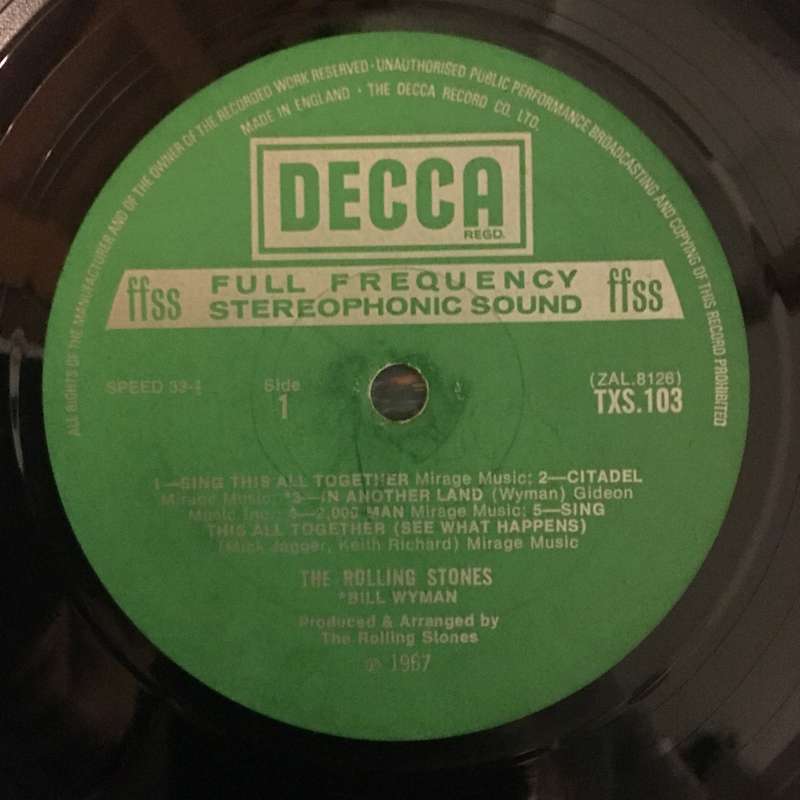 ALL RIGHTS OF THE MANUFACTURER AND OF THE OWNER OF THE RECORDED WORK RESERVED · UNAUTHORISED PUBLIC PERFORMANCE BROADCASTING AND COPYING OF THIS RECORD PROHIBITED
MADE IN ENGLAND · THE DECCA RECORD CO. LTD.
DECCA
REGD.
ffss FULL FREQUENCY ffss
STEREOPHONIC SOUND
SPEED 33⅓ Side (ZAL.8126)
1 TXS.103
1—SING THIS ALL TOGETHER Mirage Music; 2—CITADEL
Mirage Music; *3—IN ANOTHER LAND (Wyman) Gideon
Music Inc.; 4—2,000 MAN Mirage Music; 5—SING
THIS ALL TOGETHER (SEE WHAT HAPPENS)
(Mick Jagger, Keith Richard) Mirage Music
THE ROLLING STONES
*BILL WYMAN
Produced & Arranged by
The Rolling Stones
℗ 1967